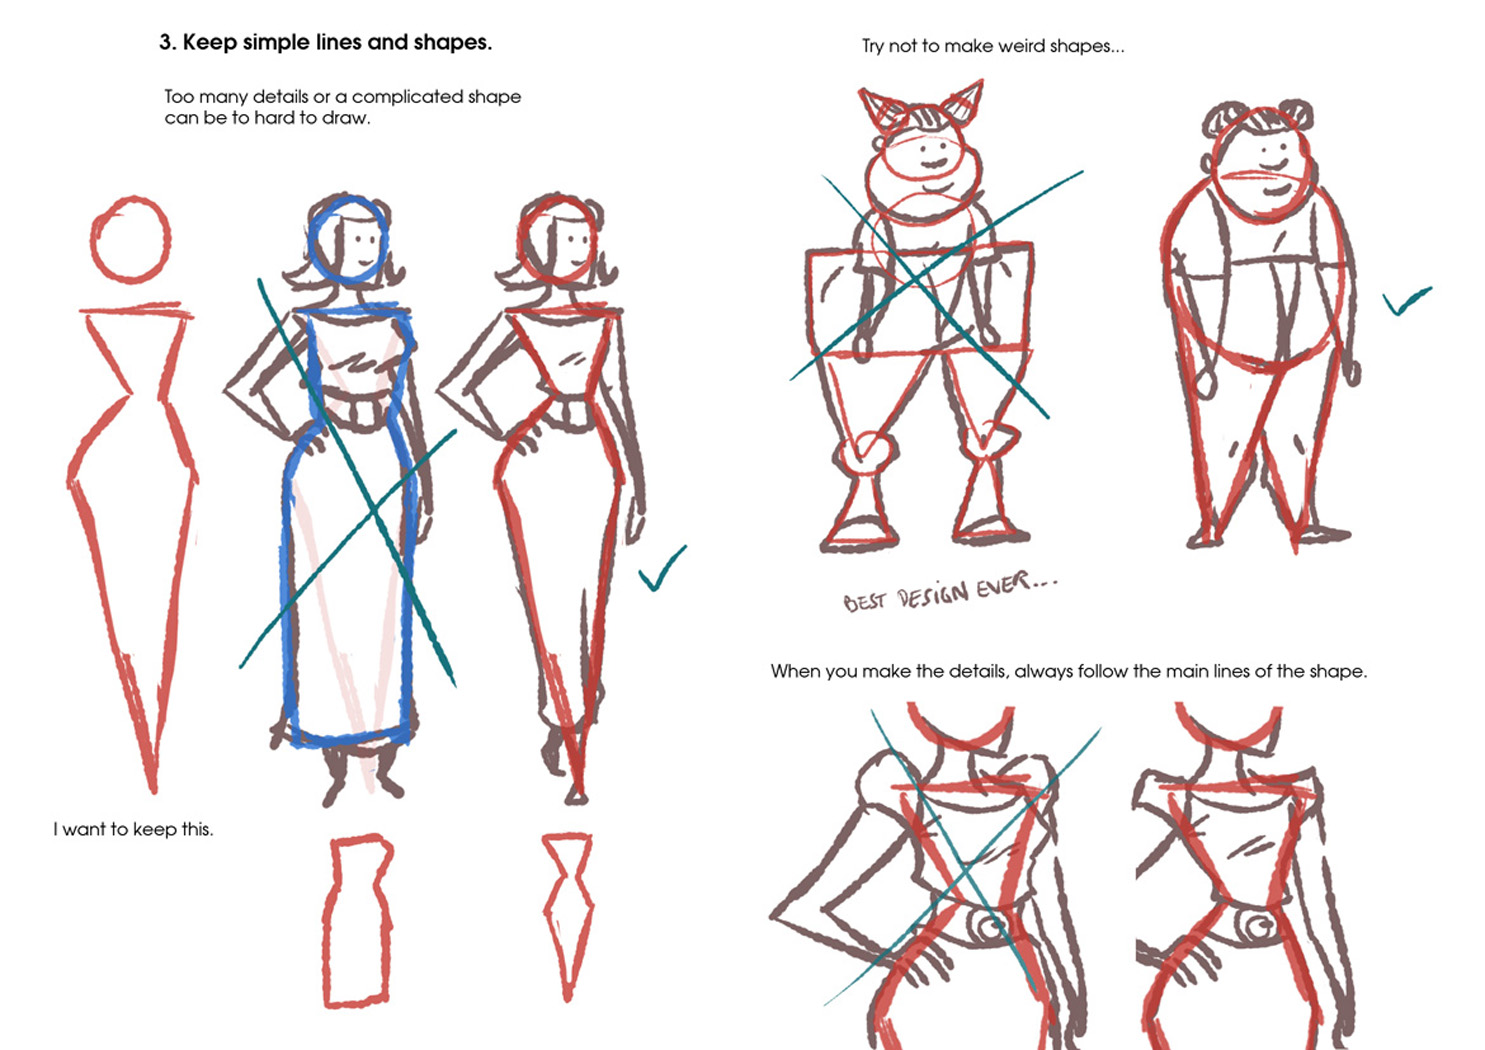 3. Keep simple lines and shapes.
Too many details or a complicated shape
can be to hard to draw.
I want to keep this.
Try not to make weird shapes...
BEST DESIGN EVER...
When you make the details, always follow the main lines of the shape.